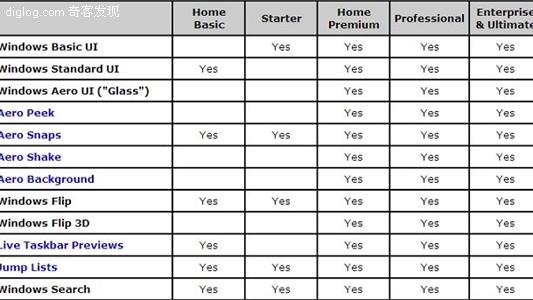 diglog.com 奇客发现
Home Basic Starter Home Premium Professional Enterprise & Ultimate
Windows Basic UI Yes Yes Yes Yes
Windows Standard UI Yes Yes Yes Yes
Windows Aero UI ("Glass") Yes Yes Yes
Aero Peek Yes Yes Yes
Aero Snaps Yes Yes Yes Yes Yes
Aero Shake Yes Yes Yes
Aero Background Yes Yes Yes
Windows Flip Yes Yes Yes Yes Yes
Windows Flip 3D Yes Yes Yes
Live Taskbar Previews Yes Yes Yes Yes
Jump Lists Yes Yes Yes Yes Yes
Windows Search Yes Yes Yes Yes Yes